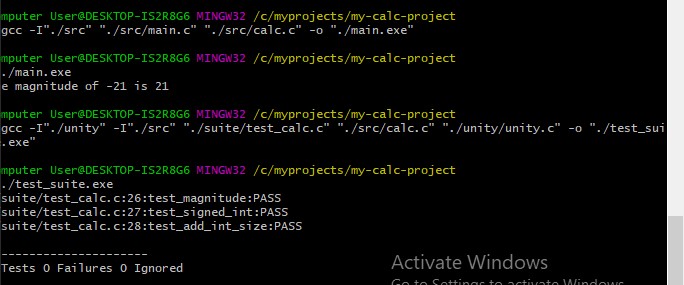 mputer User@DESKTOP-IS2R8G6 MINGW32 /c/myprojects/my-calc-project
gcc -I"./src" "./src/main.c" "./src/calc.c" -o "./main.exe"
mputer User@DESKTOP-IS2R8G6 MINGW32 /c/myprojects/my-calc-project
./main.exe
e magnitude of -21 is 21
mputer User@DESKTOP-IS2R8G6 MINGW32 /c/myprojects/my-calc-project
gcc -I"./unity" -I"./src" "./suite/test_calc.c" "./src/calc.c" "./unity/unity.c" -o "./test_sui
.exe"
mputer User@DESKTOP-IS2R8G6 MINGW32 /c/myprojects/my-calc-project
./test_suite.exe
suite/test_calc.c:26:test_magnitude:PASS
suite/test_calc.c:27:test_signed_int:PASS
suite/test_calc.c:28:test_add_int_size:PASS
---------------------
Tests 0 Failures 0 Ignored
Activate Windows
Go to Settings to activate Windows